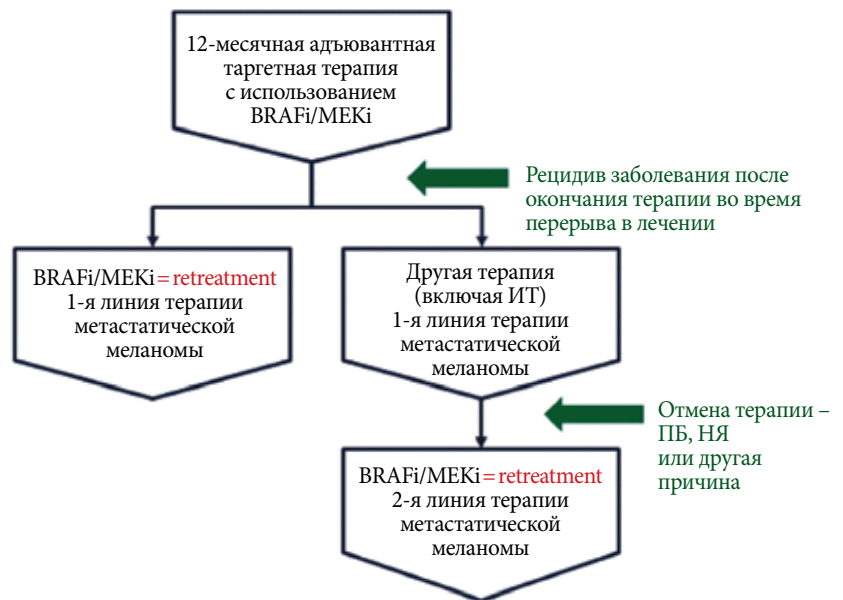 12-месячная адъювантная
таргетная терапия
с использованием
BRAFi/MEKi
Рецидив заболевания после
окончания терапии во время
перерыва в лечении
BRAFi/MEKi = retreatment
1-я линия терапии
метастатической
меланомы
Другая терапия
(включая ИТ)
1-я линия терапии
метастатической
меланомы
Отмена терапии –
ПБ, НЯ
или другая
причина
BRAFi/MEKi = retreatment
2-я линия терапии
метастатической
меланомы